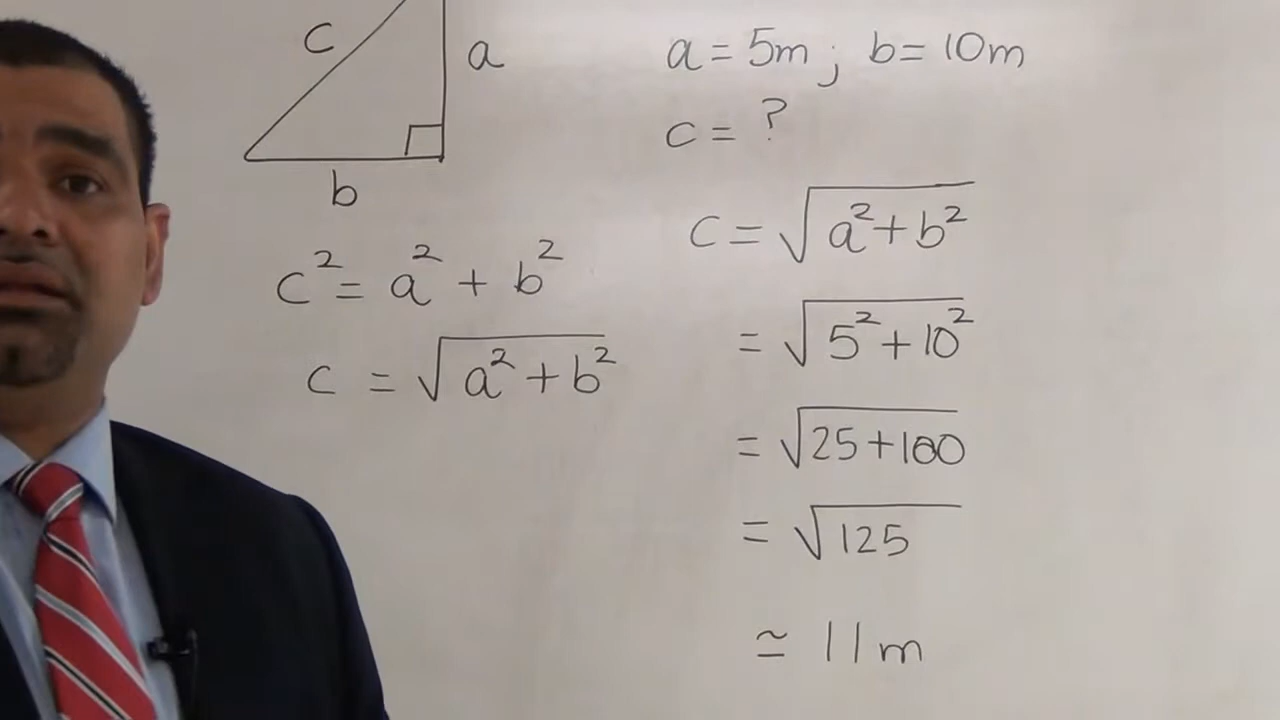 c
a
b
c² = a² + b²
c = √(a² + b²)
a = 5m ; b = 10m
c = ?
c = √(a² + b²)
= √(5² + 10²)
= √(25 + 100)
= √125
≃ 11m